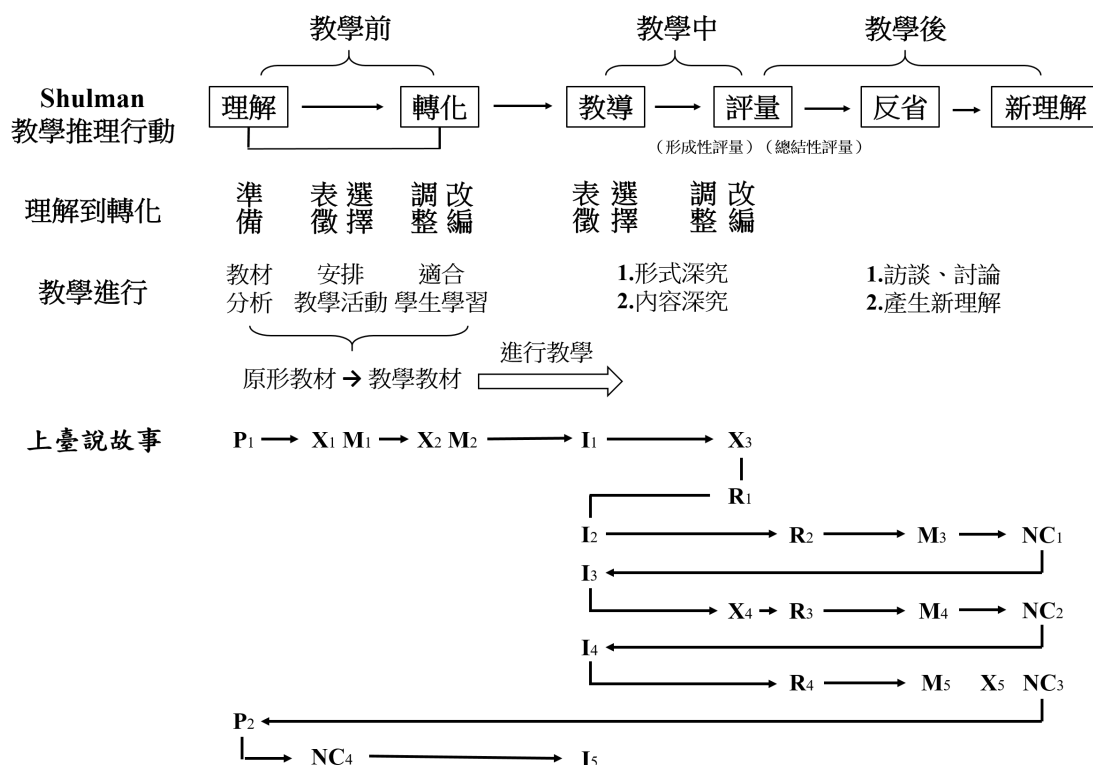 教學前 教學中 教學後
Shulman
教學推理行動
理解 轉化 教導 評量 反省 新理解
（形成性評量）（總結性評量）
理解到轉化
準備 表徵 選擇 調整 改編 表徵 選擇 調整 改編
教學進行
教材 安排 適合 1.形式深究 1.訪談、討論
分析 教學活動 學生學習 2.內容深究 2.產生新理解
進行教學
原形教材 → 教學教材
上臺說故事 P1 X1 M1 X2 M2 I1 X3
R1
I2 R2 M3 NC1
I3
X4 R3 M4 NC2
I4
R4 M5 X5 NC3
P2
NC4 I5